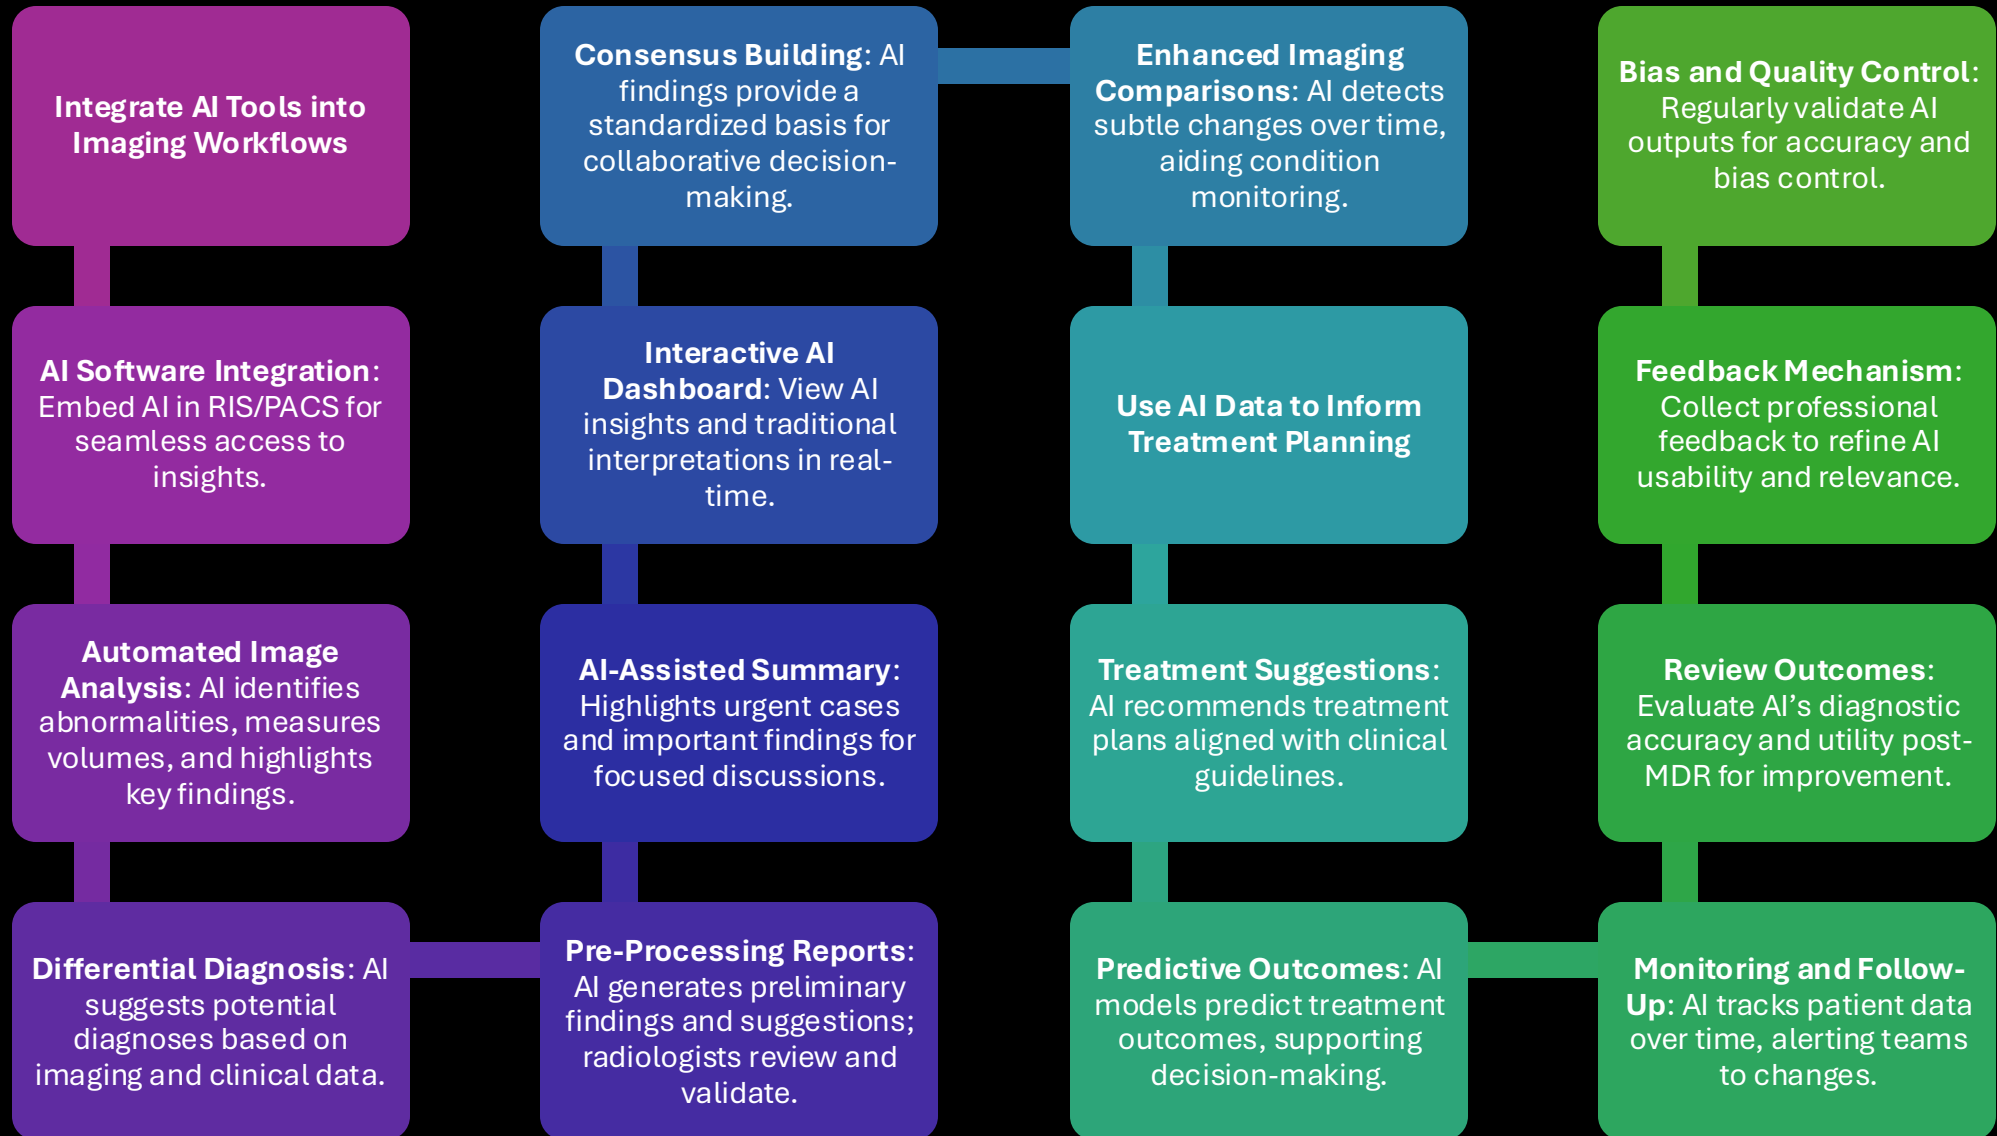 Integrate AI Tools into
Imaging Workflows
AI Software Integration:
Embed AI in RIS/PACS for
seamless access to
insights.
Automated Image
Analysis: AI identifies
abnormalities, measures
volumes, and highlights
key findings.
Differential Diagnosis: AI
suggests potential
diagnoses based on
imaging and clinical data.
Pre-Processing Reports:
AI generates preliminary
findings and suggestions;
radiologists review and
validate.
AI-Assisted Summary:
Highlights urgent cases
and important findings for
focused discussions.
Interactive AI
Dashboard: View AI
insights and traditional
interpretations in real-
time.
Consensus Building: AI
findings provide a
standardized basis for
collaborative decision-
making.
Enhanced Imaging
Comparisons: AI detects
subtle changes over time,
aiding condition
monitoring.
Use AI Data to Inform
Treatment Planning
Treatment Suggestions:
AI recommends treatment
plans aligned with clinical
guidelines.
Predictive Outcomes: AI
models predict treatment
outcomes, supporting
decision-making.
Monitoring and Follow-
Up: AI tracks patient data
over time, alerting teams
to changes.
Review Outcomes:
Evaluate AI’s diagnostic
accuracy and utility post-
MDR for improvement.
Feedback Mechanism:
Collect professional
feedback to refine AI
usability and relevance.
Bias and Quality Control:
Regularly validate AI
outputs for accuracy and
bias control.